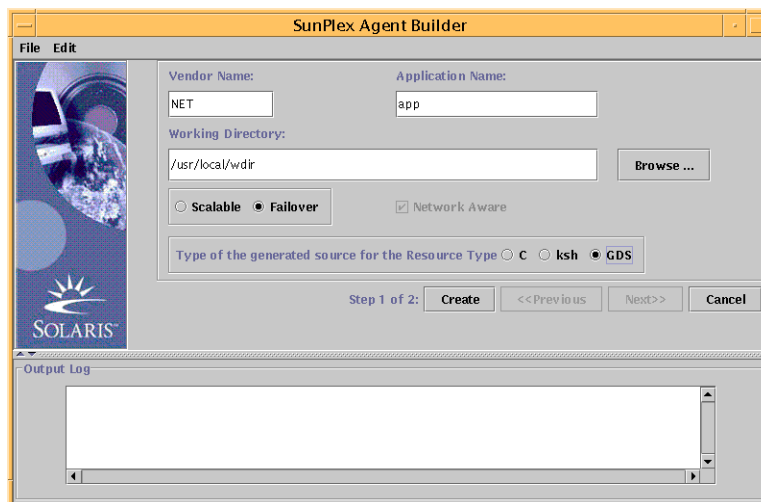 SunPlex Agent Builder
File Edit
Vendor Name: Application Name:
NET app
Working Directory:
/usr/local/wdir Browse ...
Scalable Failover Network Aware
Type of the generated source for the Resource Type C ksh GDS
Step 1 of 2: Create <<Previous Next>> Cancel
SOLARIS
Output Log